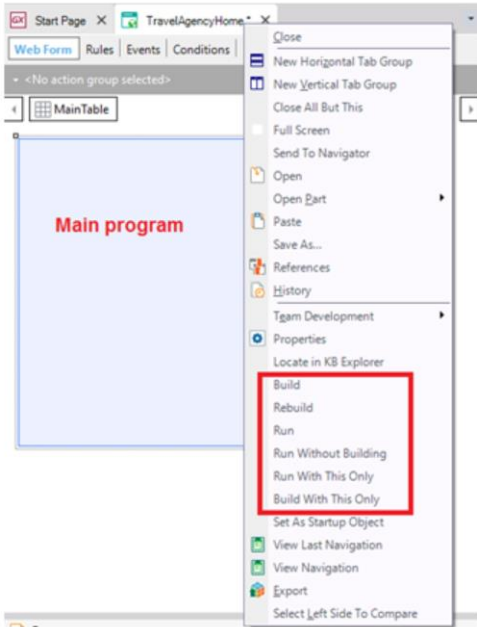 GX Start Page X TravelAgencyHome * X
Web Form Rules Events Conditions
<No action group selected>
MainTable
Main program
Close
New Horizontal Tab Group
New Vertical Tab Group
Close All But This
Full Screen
Send To Navigator
Open
Open Part
Paste
Save As...
References
History
Team Development
Properties
Locate in KB Explorer
Build
Rebuild
Run
Run Without Building
Run With This Only
Build With This Only
Set As Startup Object
View Last Navigation
View Navigation
Export
Select Left Side To Compare